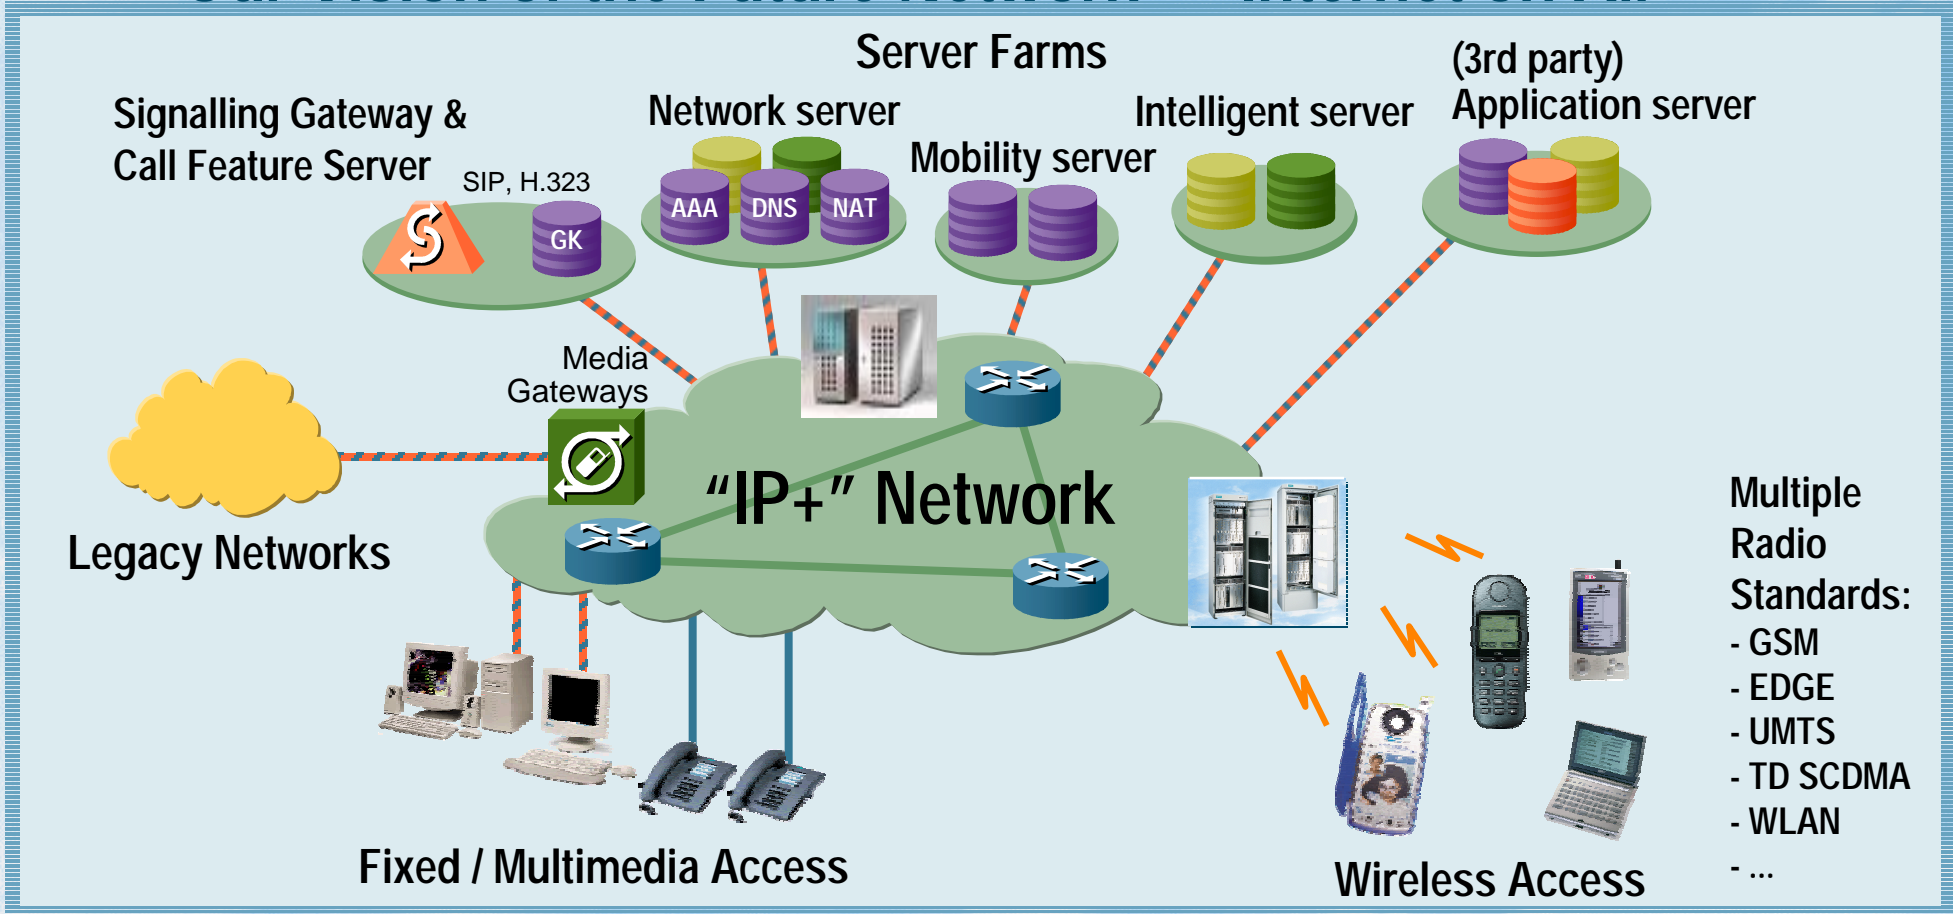 Server Farms
(3rd party)
Application server
Signalling Gateway &
Call Feature Server
Network server
Intelligent server
Mobility server
SIP, H.323
GK
AAA
DNS
NAT
Media
Gateways
“IP+” Network
Legacy Networks
Multiple
Radio
Standards:
- GSM
- EDGE
- UMTS
- TD SCDMA
- WLAN
- ...
Fixed / Multimedia Access
Wireless Access